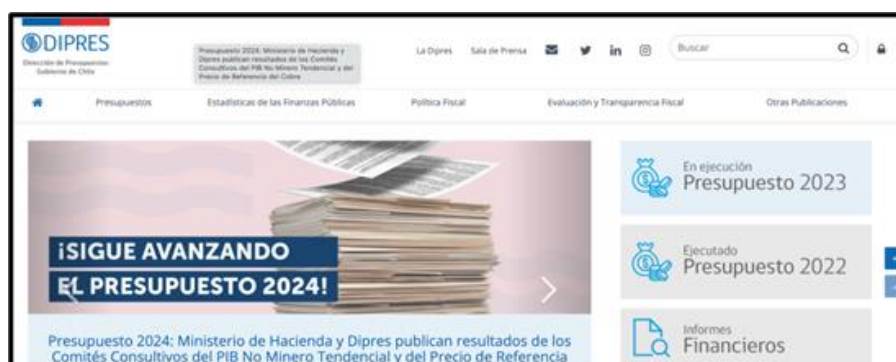 DIPRES
Dirección de Presupuestos
Gobierno de Chile
Presupuesto 2024: Ministerio de Hacienda y
Dipres publican resultados de los Comités
Consultivos del PIB No Minero Tendencial y del
Precio de Referencia del Cobre
La Dipres
Sala de Prensa
Buscar
Presupuestos
Estadísticas de las Finanzas Públicas
Política Fiscal
Evaluación y Transparencia Fiscal
Otras Publicaciones
¡SIGUE AVANZANDO
EL PRESUPUESTO 2024!
Presupuesto 2024: Ministerio de Hacienda y Dipres publican resultados de los
Comités Consultivos del PIB No Minero Tendencial y del Precio de Referencia
En ejecución
Presupuesto 2023
Ejecutado
Presupuesto 2022
Informes
Financieros